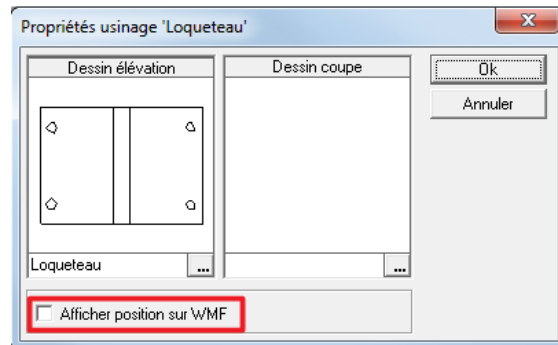 Propriétés usinage 'Loqueteau'
Dessin élévation
Dessin coupe
Ok
Annuler
Loqueteau
...
...
Afficher position sur WMF